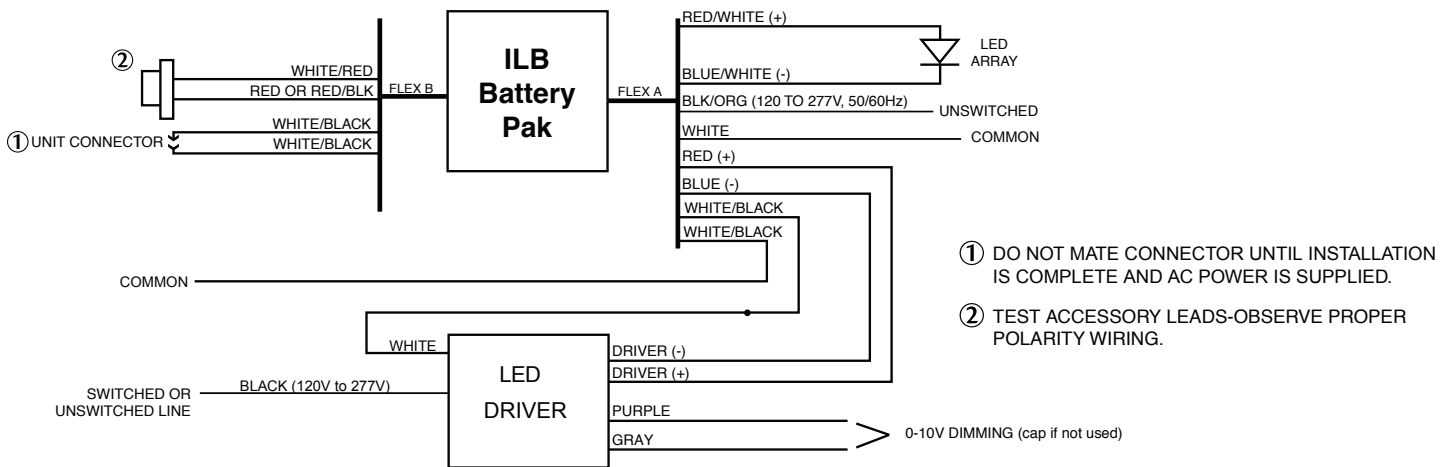 ②
WHITE/RED
RED OR RED/BLK
WHITE/BLACK
WHITE/BLACK
① UNIT CONNECTOR
FLEX B
ILB
Battery
Pak
FLEX A
RED/WHITE (+)
LED
ARRAY
BLUE/WHITE (-)
BLK/ORG (120 TO 277V, 50/60Hz)
UNSWITCHED
WHITE
COMMON
RED (+)
BLUE (-)
WHITE/BLACK
WHITE/BLACK
COMMON
① DO NOT MATE CONNECTOR UNTIL INSTALLATION
IS COMPLETE AND AC POWER IS SUPPLIED.
② TEST ACCESSORY LEADS-OBSERVE PROPER
POLARITY WIRING.
WHITE
BLACK (120V to 277V)
SWITCHED OR
UNSWITCHED LINE
LED
DRIVER
DRIVER (-)
DRIVER (+)
PURPLE
GRAY
0-10V DIMMING (cap if not used)